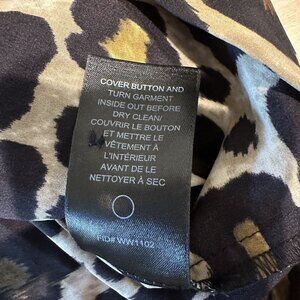 COVER BUTTON AND
TURN GARMENT
INSIDE OUT BEFORE
DRY CLEAN/
COUVRIR LE BOUTON
ET METTRE LE
VÊTEMENT À
L'INTÉRIEUR
AVANT DE LE
NETTOYER À SEC
PID# WW1102